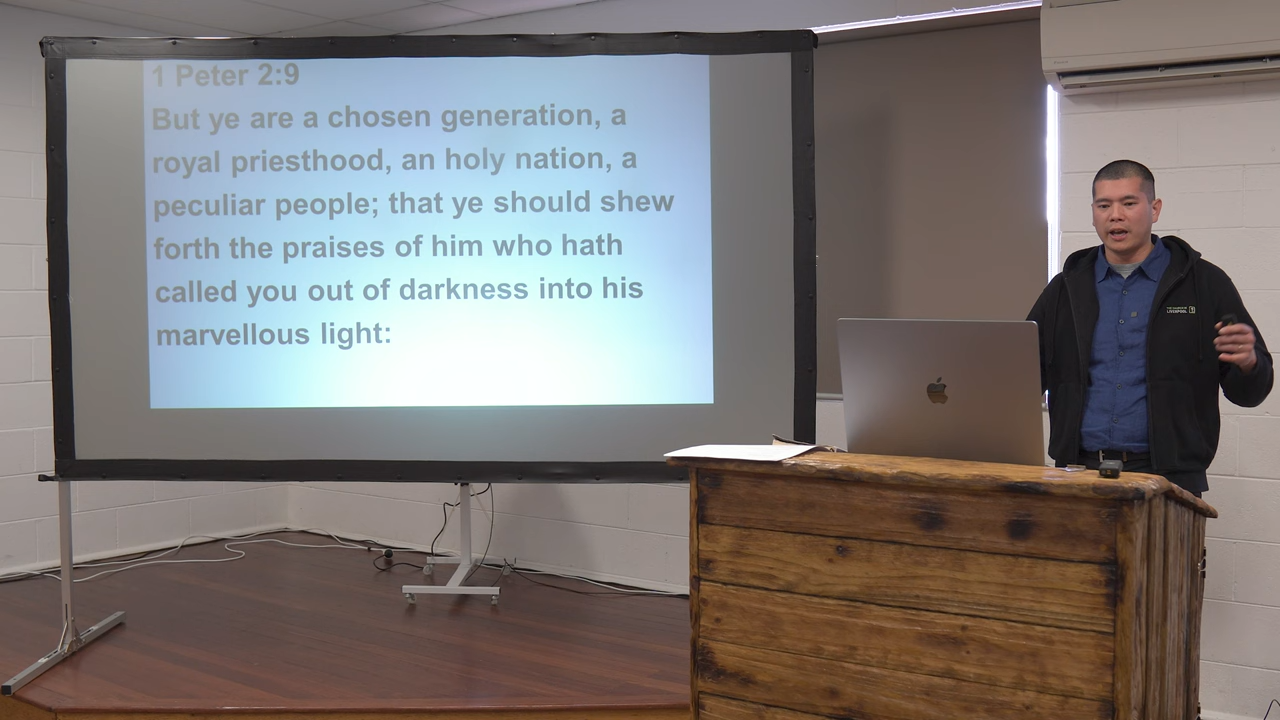 1 Peter 2:9
But ye are a chosen generation, a
royal priesthood, an holy nation, a
peculiar people; that ye should shew
forth the praises of him who hath
called you out of darkness into his
marvellous light:
LIVERPOOL